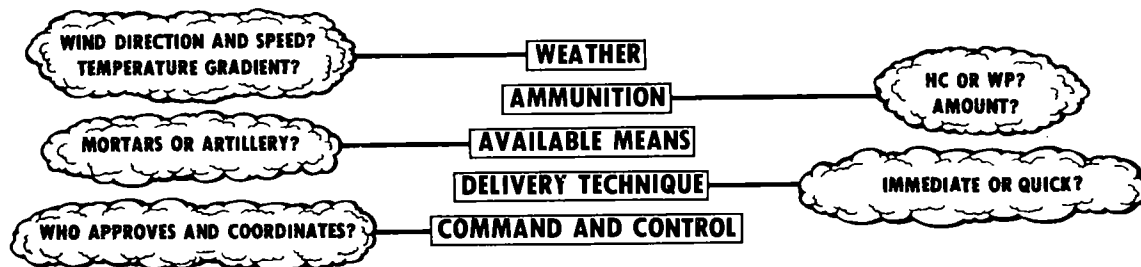 WIND DIRECTION AND SPEED?
TEMPERATURE GRADIENT?
WEATHER
AMMUNITION
HC OR WP?
AMOUNT?
MORTARS OR ARTILLERY?
AVAILABLE MEANS
DELIVERY TECHNIQUE
IMMEDIATE OR QUICK?
WHO APPROVES AND COORDINATES?
COMMAND AND CONTROL